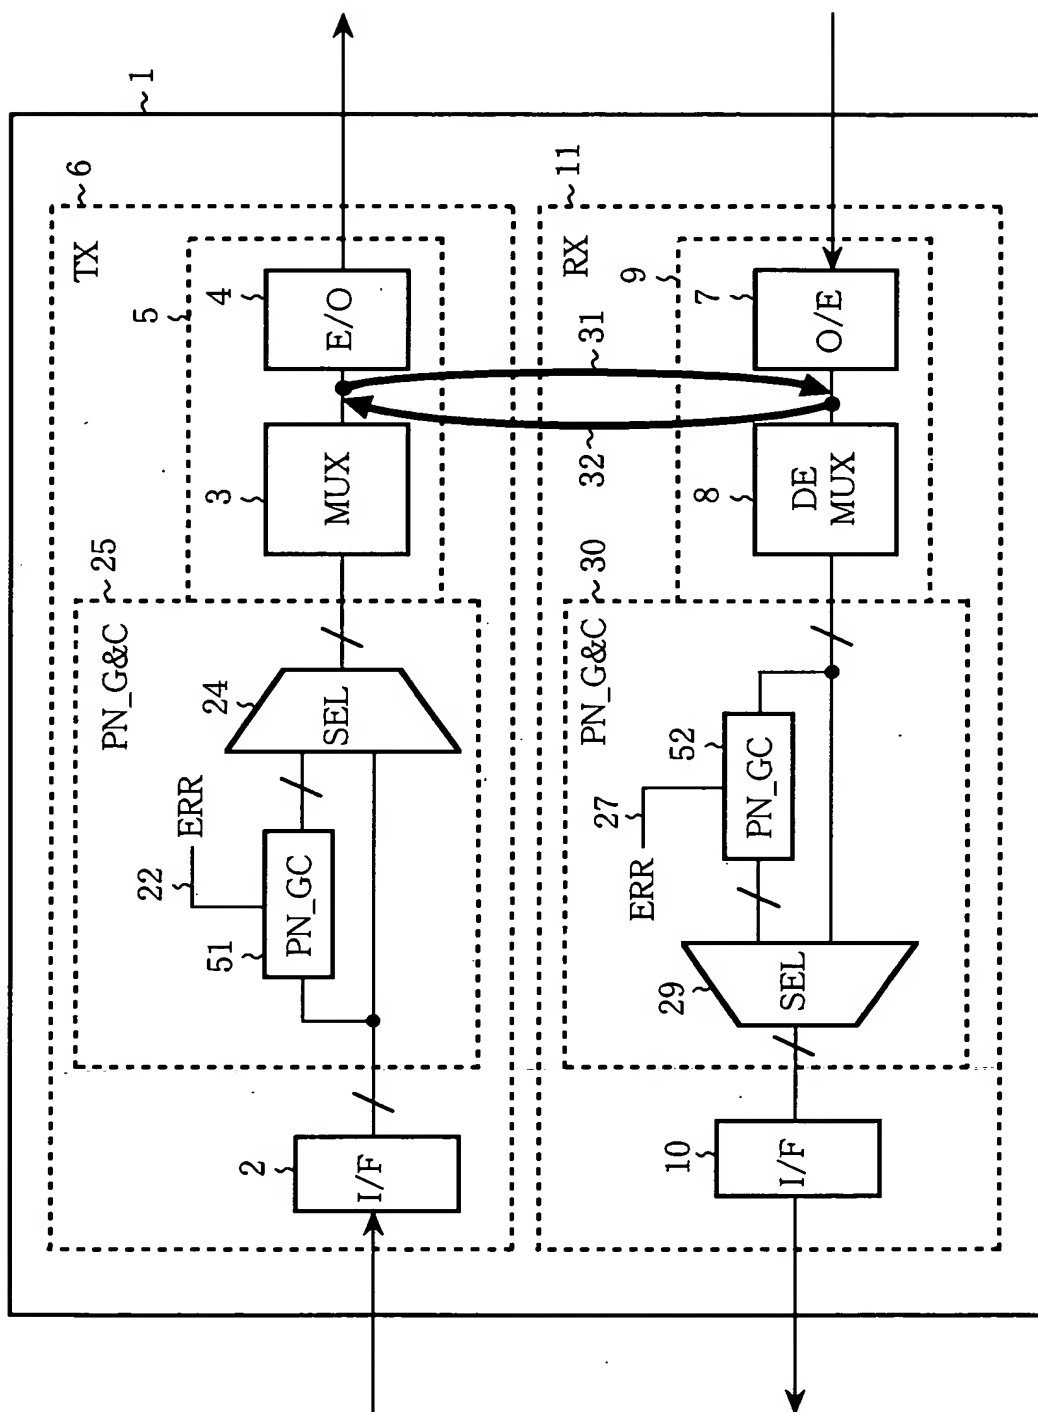 1
6
TX
5
4
E/O
3
MUX
25
PN_G&C
24
SEL
ERR
22
51
PN_GC
2
I/F
31
32
11
RX
9
7
O/E
8
DE
MUX
30
PN_G&C
52
PN_GC
27
ERR
29
SEL
10
I/F